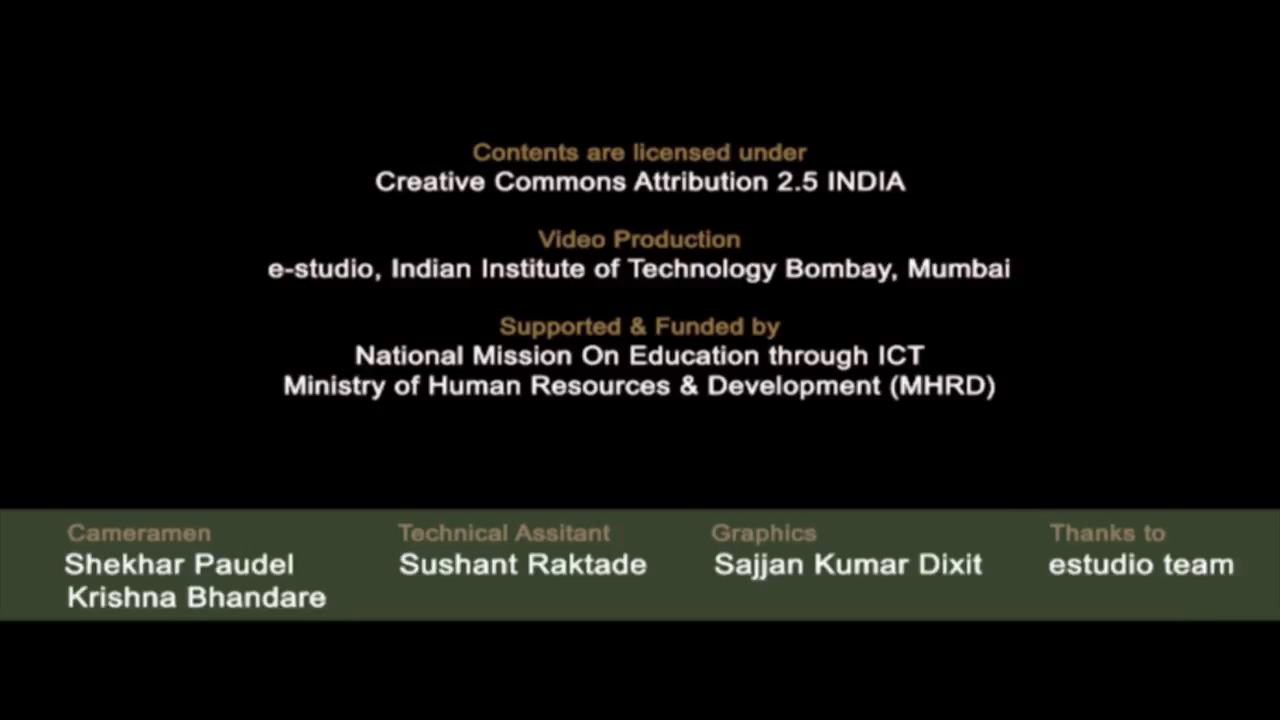 Contents are licensed under
Creative Commons Attribution 2.5 INDIA
Video Production
e-studio, Indian Institute of Technology Bombay, Mumbai
Supported & Funded by
National Mission On Education through ICT
Ministry of Human Resources & Development (MHRD)
Cameramen
Shekhar Paudel
Krishna Bhandare
Technical Assitant
Sushant Raktade
Graphics
Sajjan Kumar Dixit
Thanks to
estudio team